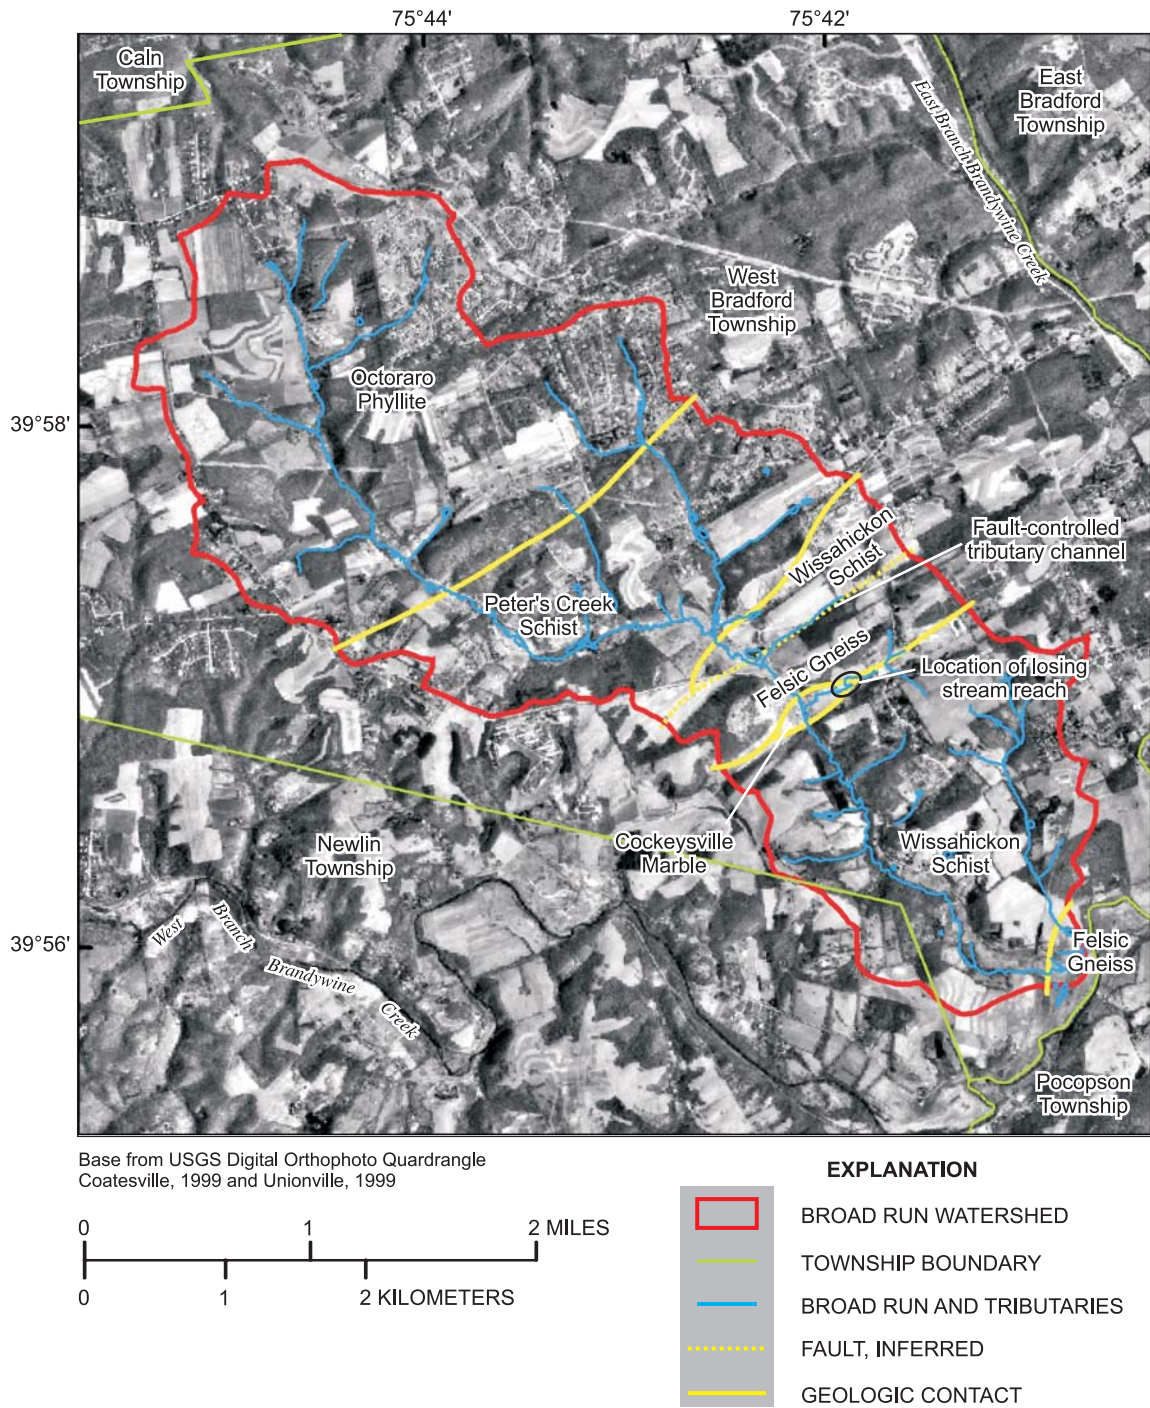 75°44'
75°42'
Caln
Township
East
Bradford
Township
East Branch Brandywine Creek
West
Bradford
Township
Octoraro
Phyllite
39°58'
Wissahickon
Schist
Fault-controlled
tributary channel
Peter's Creek
Schist
Felsic Gneiss
Location of losing
stream reach
Newlin
Township
Cockeysville
Marble
Wissahickon
Schist
West
Branch
Brandywine
Creek
39°56'
Felsic
Gneiss
Pocopson
Township
Base from USGS Digital Orthophoto Quardrangle
Coatesville, 1999 and Unionville, 1999
0 1 2 MILES
0 1 2 KILOMETERS
EXPLANATION
BROAD RUN WATERSHED
TOWNSHIP BOUNDARY
BROAD RUN AND TRIBUTARIES
FAULT, INFERRED
GEOLOGIC CONTACT